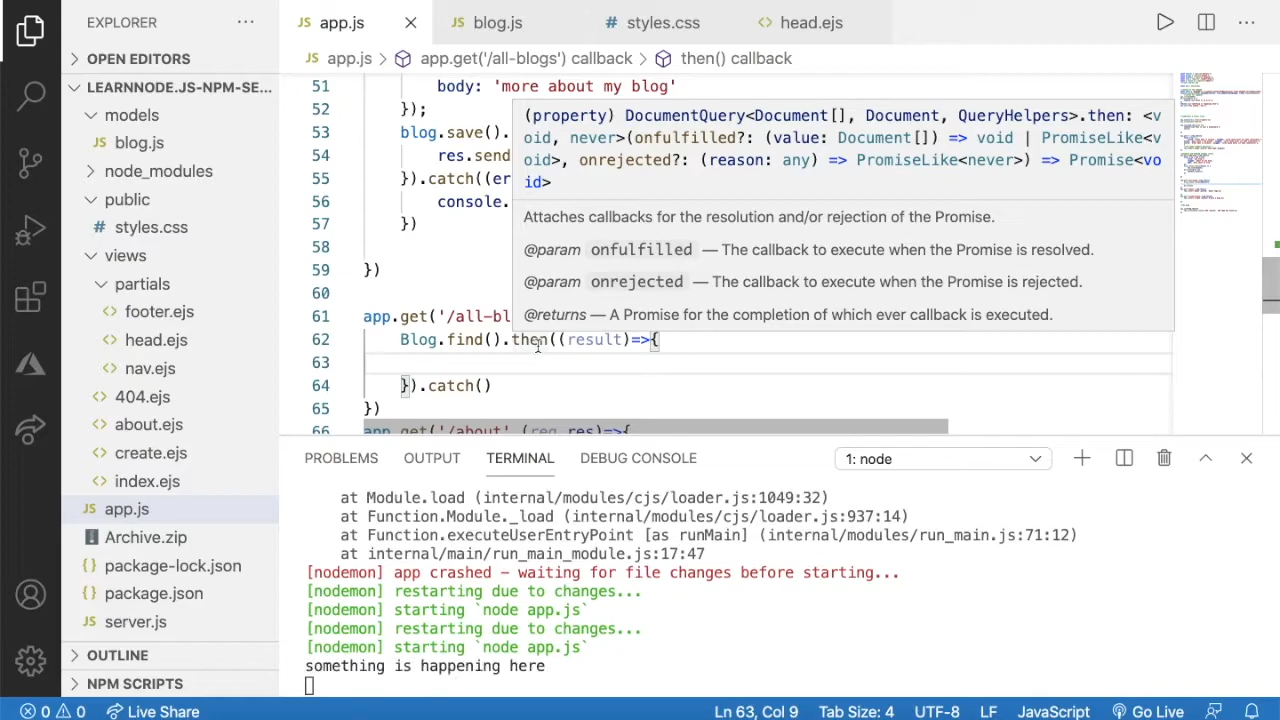 EXPLORER
OPEN EDITORS
LEARNNODE.JS-NPM-SE...
models
JS blog.js
node_modules
public
# styles.css
views
partials
<> footer.ejs
<> head.ejs
<> nav.ejs
<> 404.ejs
<> about.ejs
<> create.ejs
<> index.ejs
JS app.js
Archive.zip
{} package-lock.json
{} package.json
JS server.js
OUTLINE
NPM SCRIPTS
JS app.js
JS blog.js
# styles.css
<> head.ejs
JS app.js > app.get('/all-blogs') callback > then() callback
51 body: 'more about my blog'
52 });
53 blog.save(
54 res.send
55 }).catch(
56 console.
57 })
58
59 })
60
61 app.get('/all-bl
62 Blog.find().then((result)=>{
63
64 }).catch()
65 })
66 app.get('/about' (req res)=>{
(property) DocumentQuery<Document[], Document, QueryHelpers>.then: <v
oid, never>(onfulfilled: (value: Document[]) => void | PromiseLike<v
oid>, onrejected: (reason: any) => PromiseLike<never>) => Promise<vo
id>
Attaches callbacks for the resolution and/or rejection of the Promise.
@param onfulfilled — The callback to execute when the Promise is resolved.
@param onrejected — The callback to execute when the Promise is rejected.
@returns — A Promise for the completion of which ever callback is executed.
PROBLEMS OUTPUT TERMINAL DEBUG CONSOLE
1: node
at Module.load (internal/modules/cjs/loader.js:1049:32)
at Function.Module._load (internal/modules/cjs/loader.js:937:14)
at Function.executeUserEntryPoint [as runMain] (internal/modules/run_main.js:71:12)
at internal/main/run_main_module.js:17:47
[nodemon] app crashed - waiting for file changes before starting...
[nodemon] restarting due to changes...
[nodemon] starting `node app.js`
[nodemon] restarting due to changes...
[nodemon] starting `node app.js`
something is happening here
0 0 Live Share
Ln 63, Col 9 Tab Size: 4 UTF-8 LF JavaScript Go Live